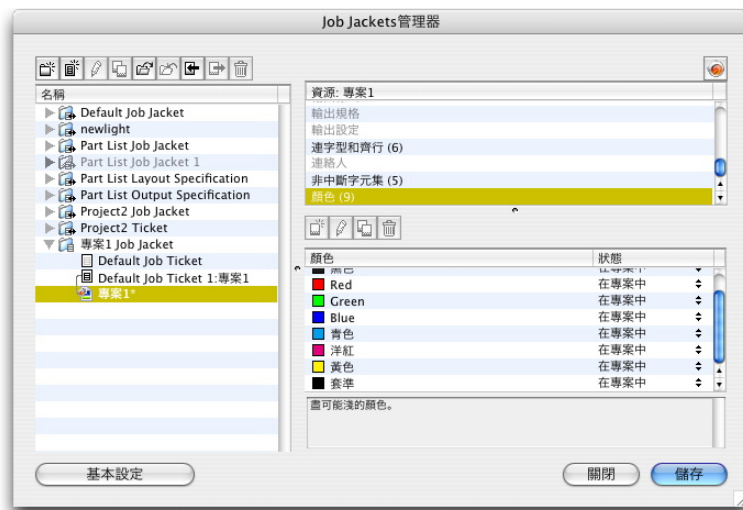 Job Jackets管理器
名稱
Default Job Jacket
newlight
Part List Job Jacket
Part List Job Jacket 1
Part List Layout Specification
Part List Output Specification
Project2 Job Jacket
Project2 Ticket
專案1 Job Jacket
Default Job Ticket
Default Job Ticket 1:專案1
專案1*
資源: 專案1
輸出規格
輸出設定
連字型和齊行 (6)
連絡人
非中斷字元集 (5)
顏色 (9)
顏色 狀態
黑色 在專案中
Red 在專案中
Green 在專案中
Blue 在專案中
青色 在專案中
洋紅 在專案中
黃色 在專案中
套準 在專案中
盡可能淺的顏色。
基本設定
關閉
儲存